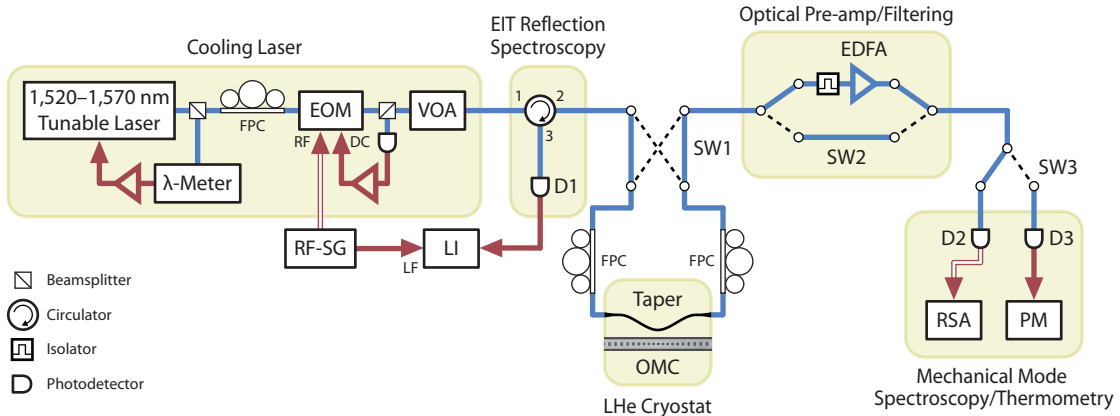 Cooling Laser
EIT Reflection
Spectroscopy
Optical Pre-amp/Filtering
EDFA
1,520–1,570 nm
Tunable Laser
FPC
EOM
VOA
RF
DC
λ-Meter
1
2
3
D1
SW1
SW2
SW3
RF-SG
LF
LI
FPC
FPC
Taper
OMC
LHe Cryostat
D2
D3
RSA
PM
Mechanical Mode
Spectroscopy/Thermometry
Beamsplitter
Circulator
Isolator
Photodetector